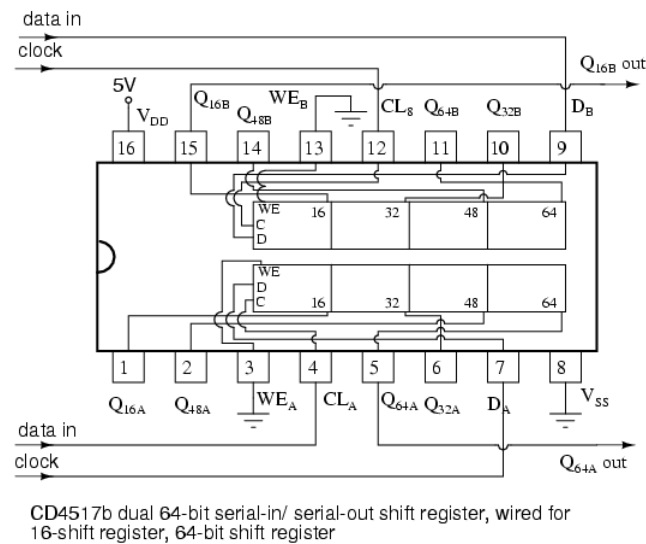 data in
clock
Q16B out
5V
VDD
Q16B
Q48B
WEB
CL8
Q64B
Q32B
DB
16
15
14
13
12
11
10
9
WE 16 32 48 64
C
D
WE
D
C 16 32 48 64
1
2
3
4
5
6
7
8
Q16A
Q48A
WEA
CLA
Q64A
Q32A
DA
VSS
data in
clock
Q64A out
CD4517b dual 64-bit serial-in/ serial-out shift register, wired for
16-shift register, 64-bit shift register